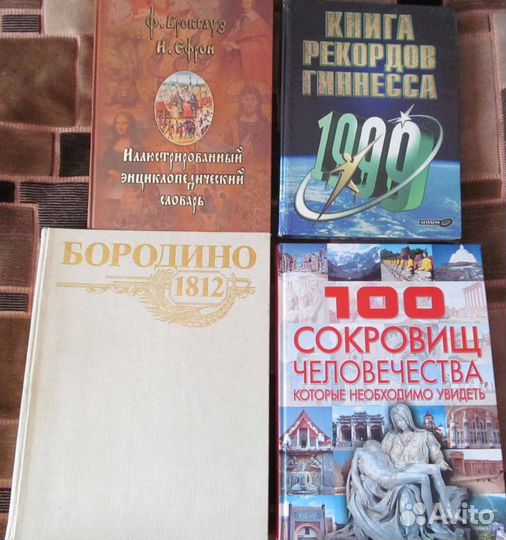 Ф. Брокгауз
И. Ефрон
Иллюстрированный
энциклопедический
словарь
КНИГА
РЕКОРДОВ
ГИННЕССА
1999
БОРОДИНО
1812
100
СОКРОВИЩ
ЧЕЛОВЕЧЕСТВА,
КОТОРЫЕ НЕОБХОДИМО УВИДЕТЬ
Avito